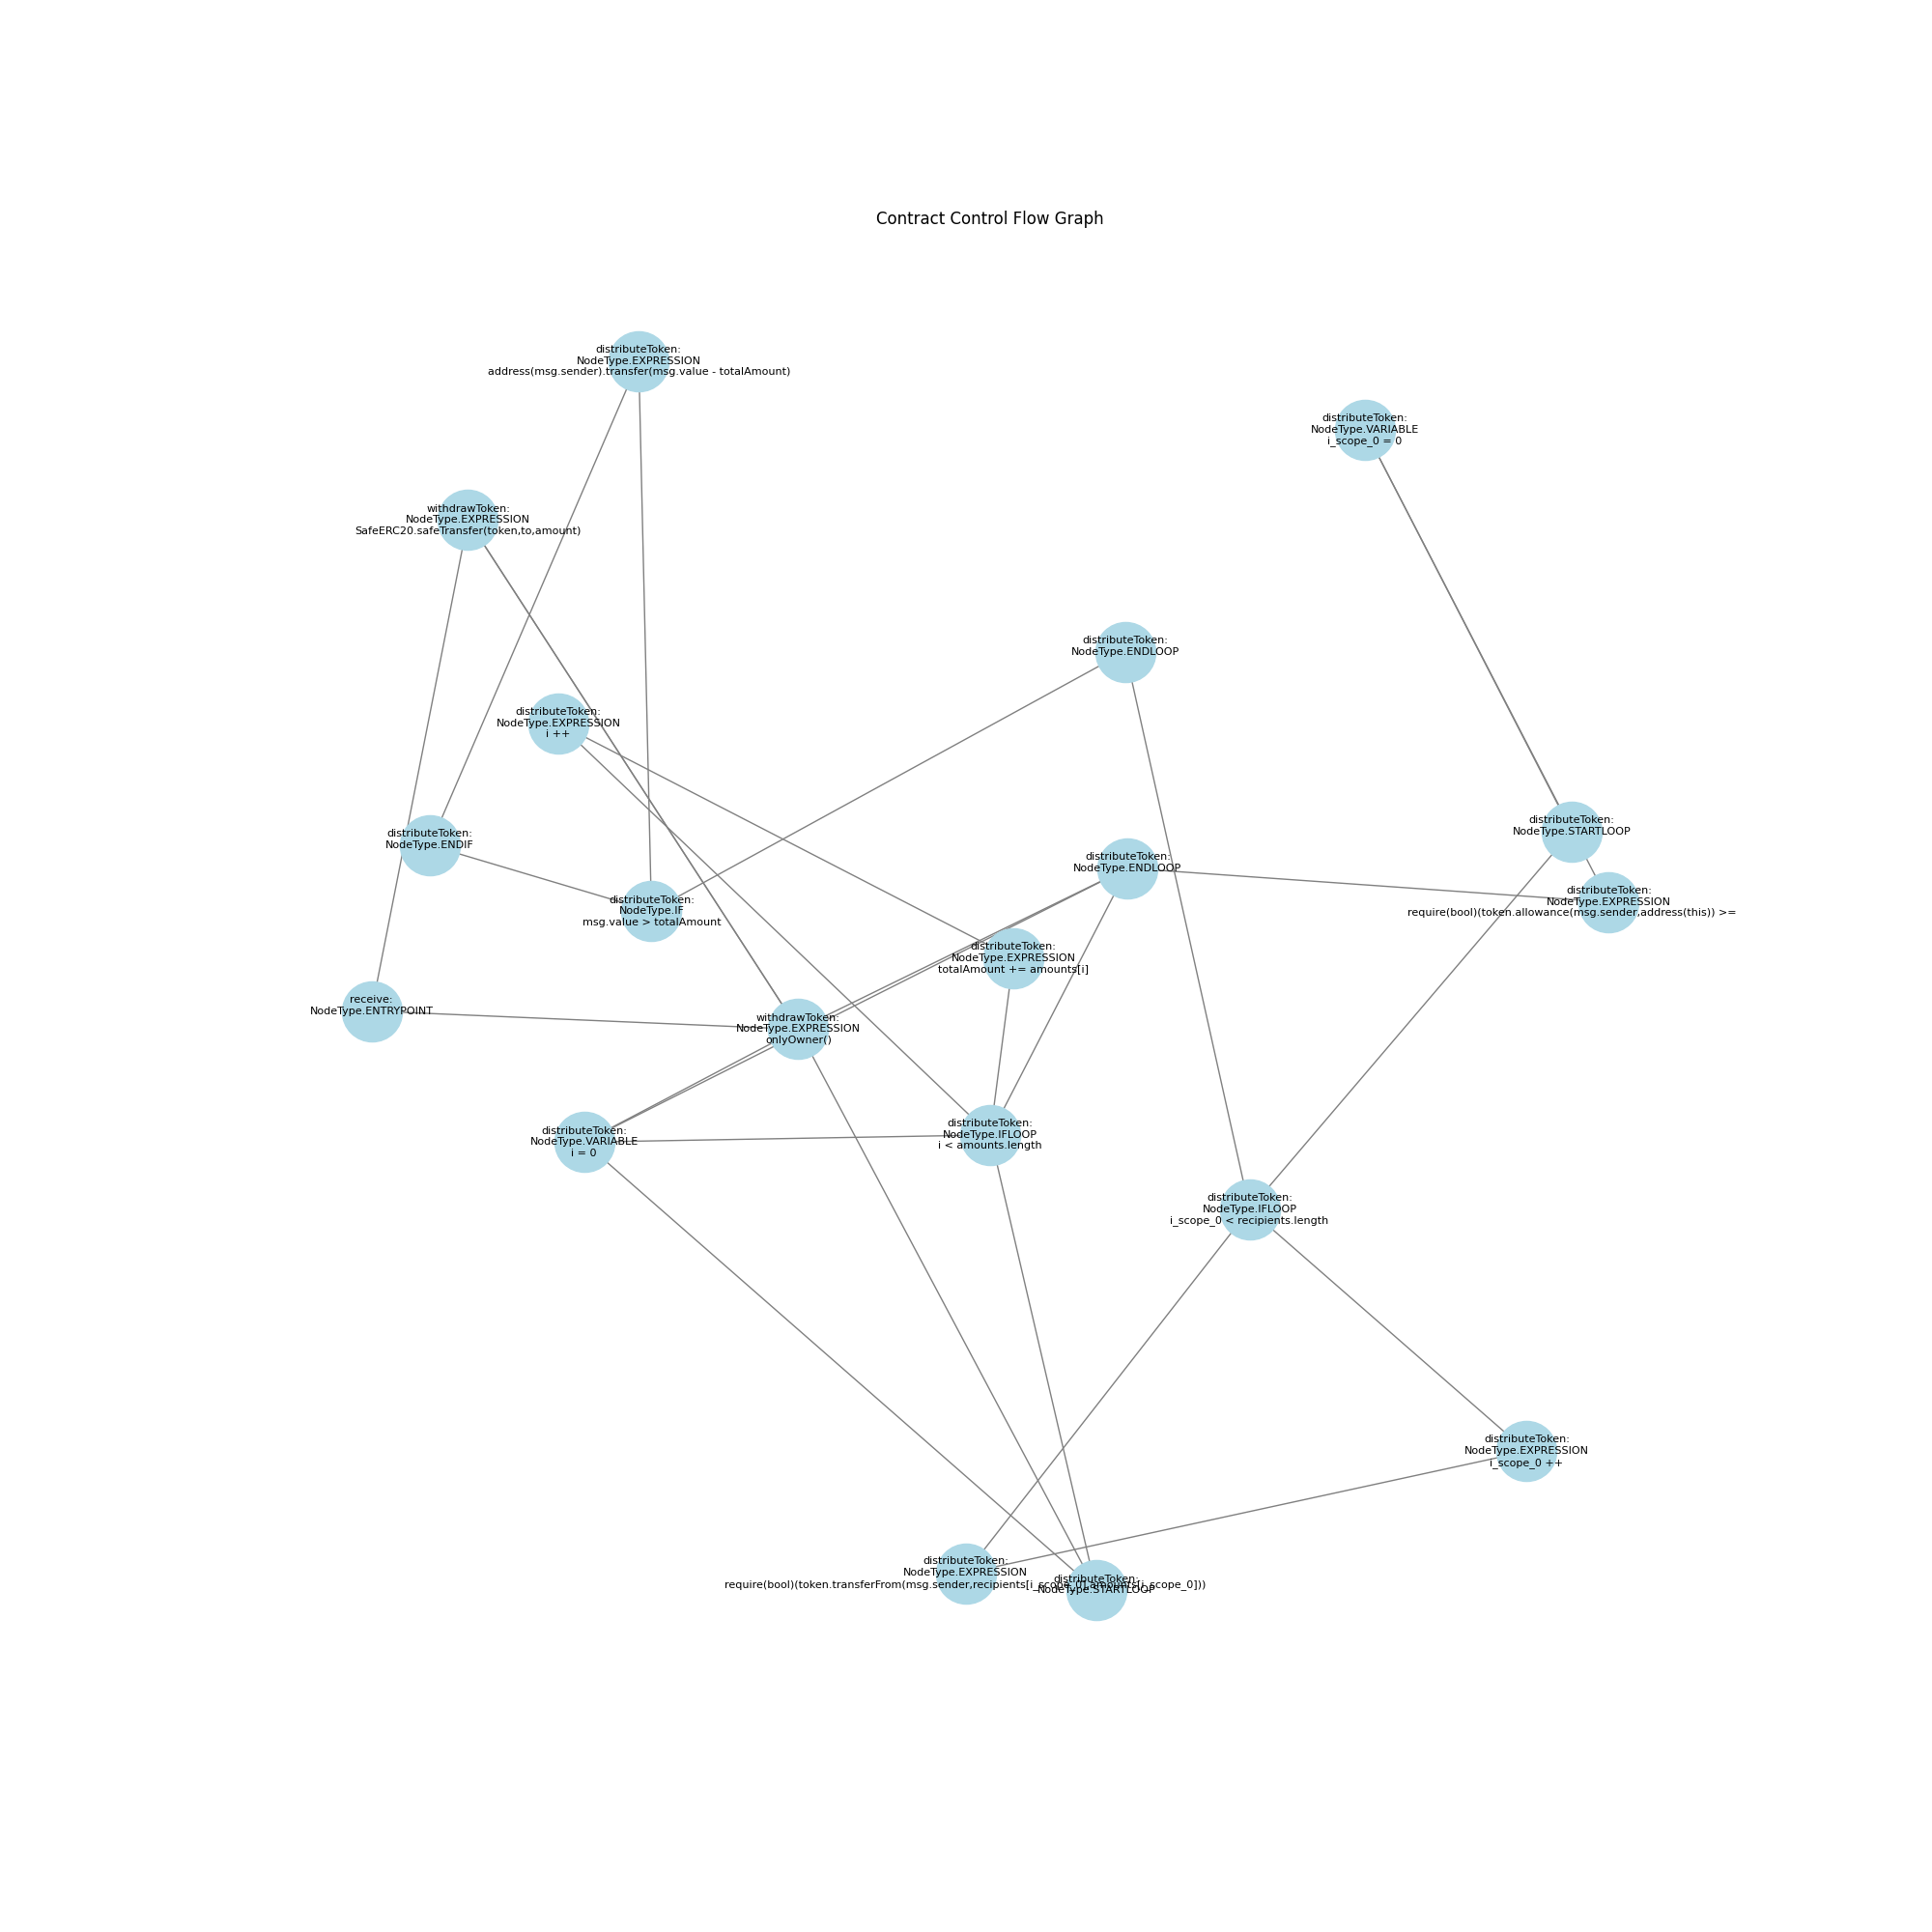 Contract Control Flow Graph
distributeToken:
NodeType.EXPRESSION
address(msg.sender).transfer(msg.value - totalAmount)
distributeToken:
NodeType.VARIABLE
i_scope_0 = 0
withdrawToken:
NodeType.EXPRESSION
SafeERC20.safeTransfer(token,to,amount)
distributeToken:
NodeType.ENDLOOP
distributeToken:
NodeType.EXPRESSION
i ++
distributeToken:
NodeType.STARTLOOP
distributeToken:
NodeType.ENDIF
distributeToken:
NodeType.ENDLOOP
distributeToken:
NodeType.EXPRESSION
require(bool)(token.allowance(msg.sender,address(this)) >=
distributeToken:
NodeType.IF
msg.value > totalAmount
distributeToken:
NodeType.EXPRESSION
totalAmount += amounts[i]
receive:
NodeType.ENTRYPOINT
withdrawToken:
NodeType.EXPRESSION
onlyOwner()
distributeToken:
NodeType.VARIABLE
i = 0
distributeToken:
NodeType.IFLOOP
i < amounts.length
distributeToken:
NodeType.IFLOOP
i_scope_0 < recipients.length
distributeToken:
NodeType.EXPRESSION
i_scope_0 ++
distributeToken:
NodeType.EXPRESSION
require(bool)(token.transferFrom(msg.sender,recipients[i_scope_0],amounts[i_scope_0]))
distributeToken:
NodeType.STARTLOOP